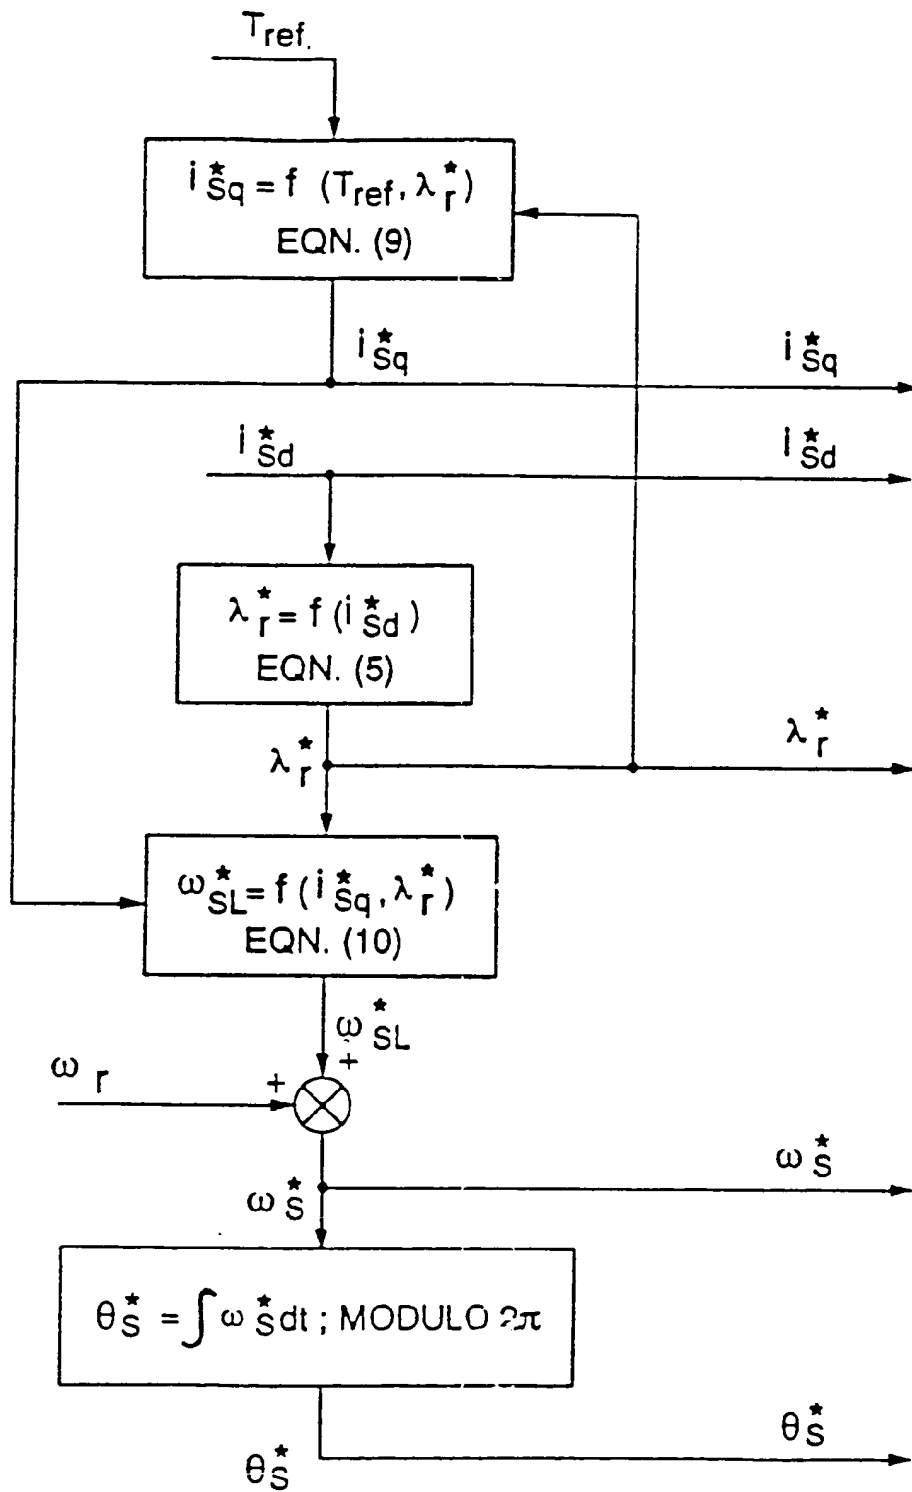 T_ref.
i*_Sq = f (T_ref, λ*_r)
EQN. (9)
i*_Sq
i*_Sq
i*_Sd
i*_Sd
λ*_r = f (i*_Sd)
EQN. (5)
λ*_r
λ*_r
ω*_SL = f (i*_Sq, λ*_r)
EQN. (10)
ω*_SL
+
ω_r
+
ω*_S
ω*_S
θ*_S = ∫ ω*_S dt ; MODULO 2π
θ*_S
θ*_S